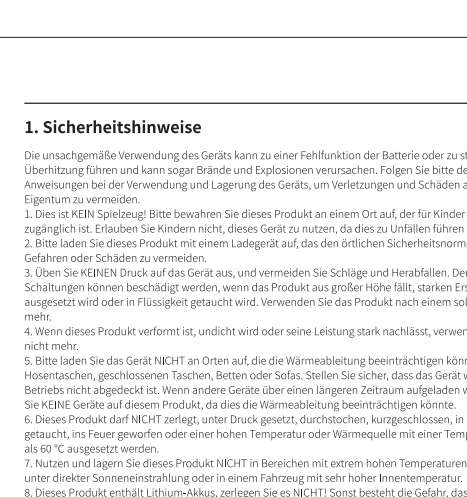 1. Sicherheitshinweise
Die unsachgemäße Verwendung des Geräts kann zu einer Fehlfunktion der Batterie oder zu
Überhitzung führen und kann sogar Brände und Explosionen verursachen. Folgen Sie bitte
Anweisungen bei der Verwendung und Lagerung des Geräts, um Verletzungen und Schäden
Eigentum zu vermeiden.
1. Dies ist KEIN Spielzeug! Bitte bewahren Sie dieses Produkt an einem Ort auf, der für Kinder
zugänglich ist. Erlauben Sie Kindern nicht, dieses Gerät zu nutzen, da dies zu Unfällen führen
2. Bitte laden Sie dieses Produkt mit einem Ladegerät auf, das den örtlichen Sicherheitsnorm
Gefahren oder Schäden zu vermeiden.
3. Üben Sie KEINEN Druck auf das Gerät aus, und vermeiden Sie Schläge und Herabfallen. Der
Schaltungen können beschädigt werden, wenn das Produkt aus großer Höhe fällt, starken
ausgesetzt wird oder in Flüssigkeit getaucht wird. Verwenden Sie das Produkt nach einem
mehr.
4. Wenn dieses Produkt verformt ist, undicht wird oder seine Leistung stark nachlässt,
nicht mehr.
5. Bitte laden Sie das Gerät NICHT an Orten auf, die die Wärmeableitung beeinträchtigen
Hosentaschen, geschlossenen Taschen, Betten oder Sofas. Stellen Sie sicher, dass das Gerät
Betriebs nicht abgedeckt ist. Wenn andere Geräte über einen längeren Zeitraum aufgeladen
Sie KEINE Geräte auf diesem Produkt, da dies die Wärmeableitung beeinträchtigen könnte.
6. Dieses Produkt darf NICHT zerlegt, unter Druck gesetzt, durchstochen, kurzgeschlossen, in
getaucht, ins Feuer geworfen oder einer hohen Temperatur oder Wärmequelle mit einer
als 60 °C ausgesetzt werden.
7. Nutzen und lagern Sie dieses Produkt NICHT in Bereichen mit extrem hohen Temperaturen
unter direkter Sonneneinstrahlung oder in einem Fahrzeug mit sehr hoher Innentemperatur.
8. Dieses Produkt enthält Lithium-Akkus, zerlegen Sie es NICHT! Sonst besteht die Gefahr, das